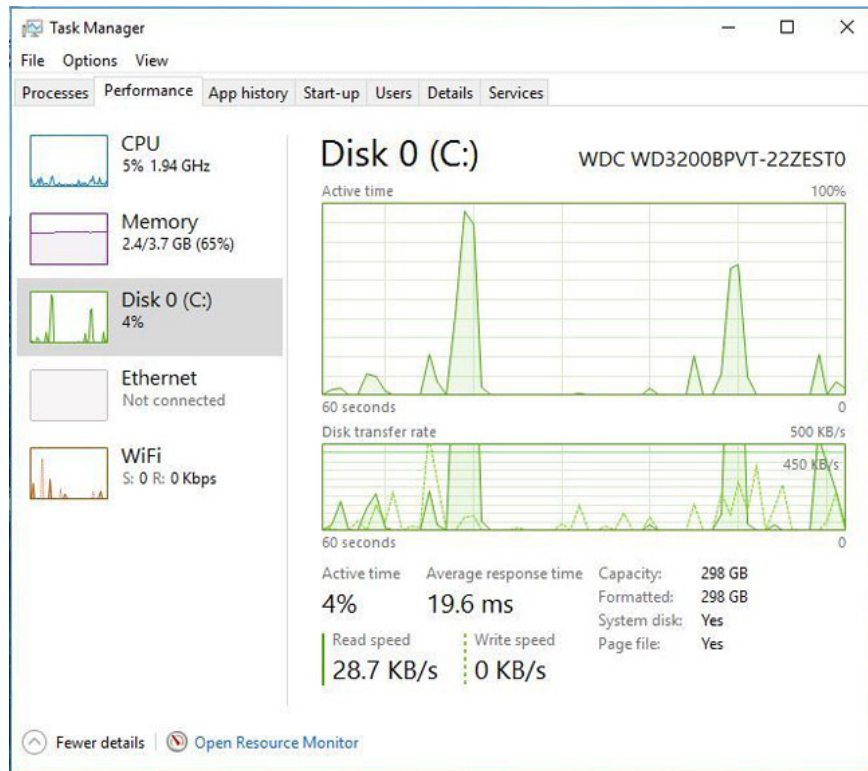 Task Manager
File Options View
Processes Performance App history Start-up Users Details Services
CPU
5% 1.94 GHz
Memory
2.4/3.7 GB (65%)
Disk 0 (C:)
4%
Ethernet
Not connected
WiFi
S: 0 R: 0 Kbps
Disk 0 (C:) WDC WD3200BPVT-22ZEST0
Active time 100%
60 seconds 0
Disk transfer rate 500 KB/s
450 KB/s
60 seconds 0
Active time Average response time
4% 19.6 ms
Read speed Write speed
28.7 KB/s 0 KB/s
Capacity: 298 GB
Formatted: 298 GB
System disk: Yes
Page file: Yes
Fewer details Open Resource Monitor